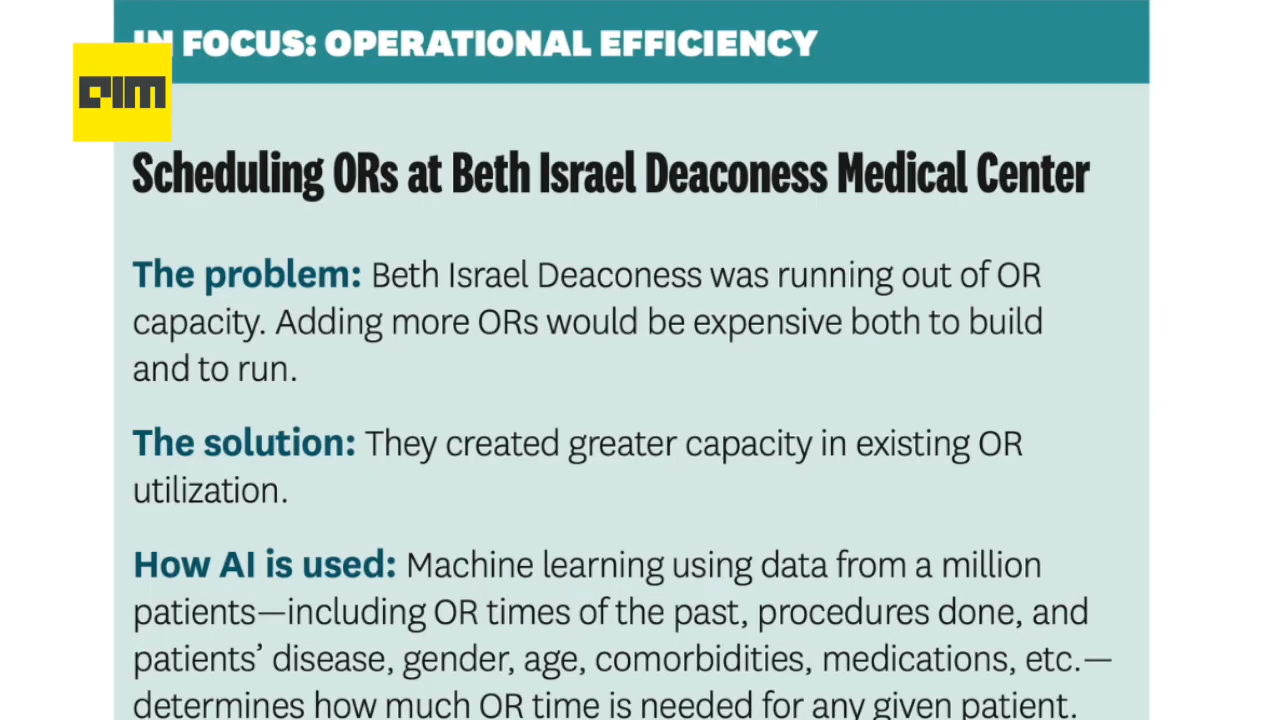 IN FOCUS: OPERATIONAL EFFICIENCY
AIM
Scheduling ORs at Beth Israel Deaconess Medical Center
The problem: Beth Israel Deaconess was running out of OR
capacity. Adding more ORs would be expensive both to build
and to run.
The solution: They created greater capacity in existing OR
utilization.
How AI is used: Machine learning using data from a million
patients—including OR times of the past, procedures done, and
patients’ disease, gender, age, comorbidities, medications, etc.—
determines how much OR time is needed for any given patient.